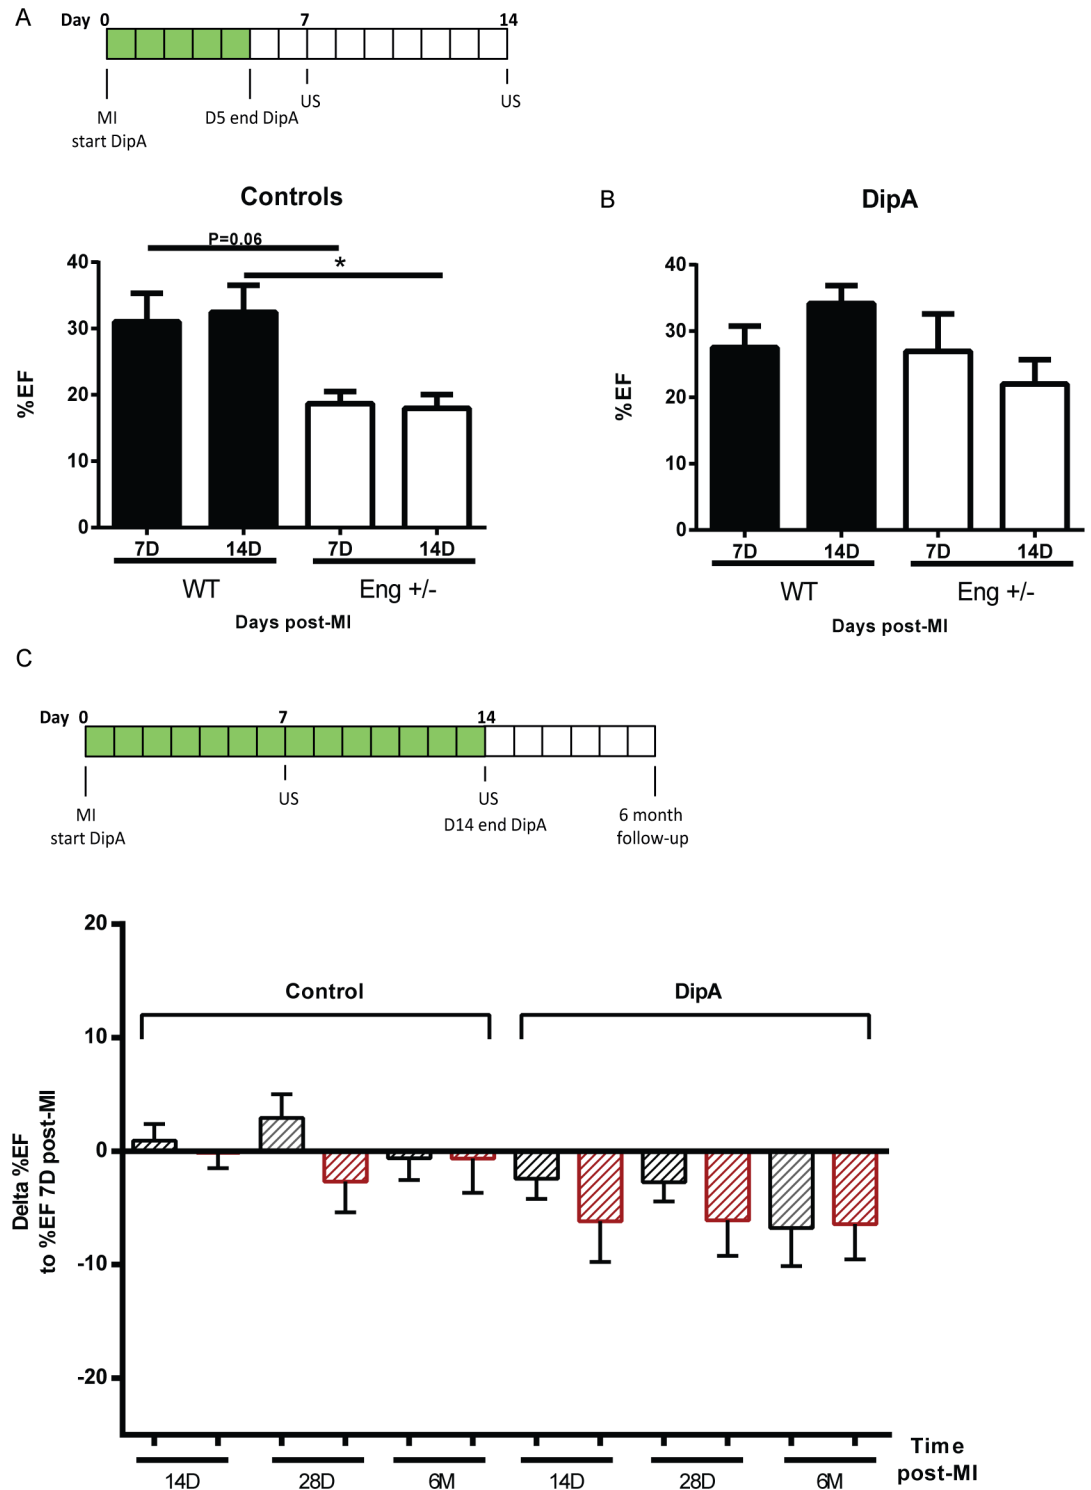 A
Day 0 7 14
US US
MI D5 end DipA
start DipA
Controls
P=0.06
*
40
30
20
10
0
%EF
7D 14D 7D 14D
WT Eng +/-
Days post-MI
B
DipA
40
30
20
10
0
%EF
7D 14D 7D 14D
WT Eng +/-
Days post-MI
C
Day 0 7 14
US US
MI D14 end DipA 6 month
start DipA follow-up
20
10
0
-10
-20
Delta %EF
to %EF 7D post-MI
Control DipA
14D 28D 6M 14D 28D 6M
Time
post-MI